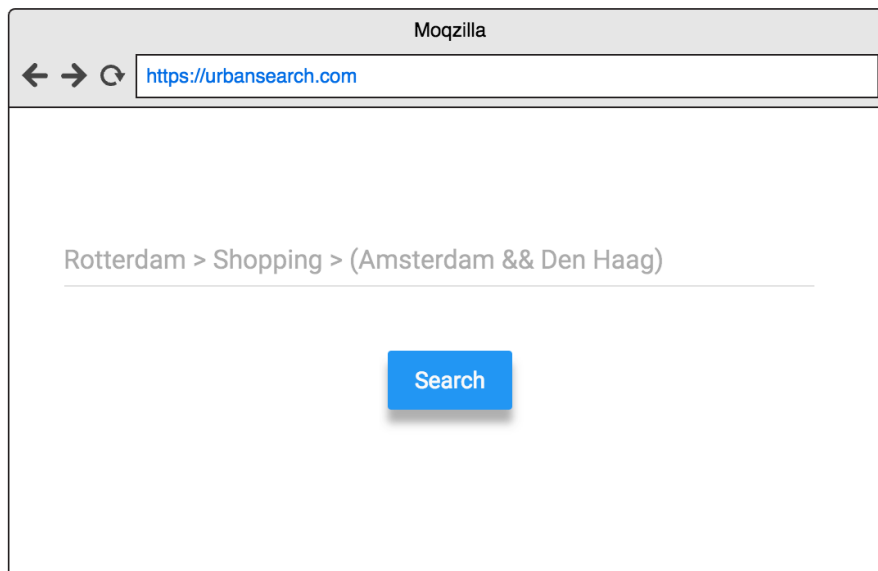 Moqzilla
https://urbansearch.com
Rotterdam > Shopping > (Amsterdam && Den Haag)
Search